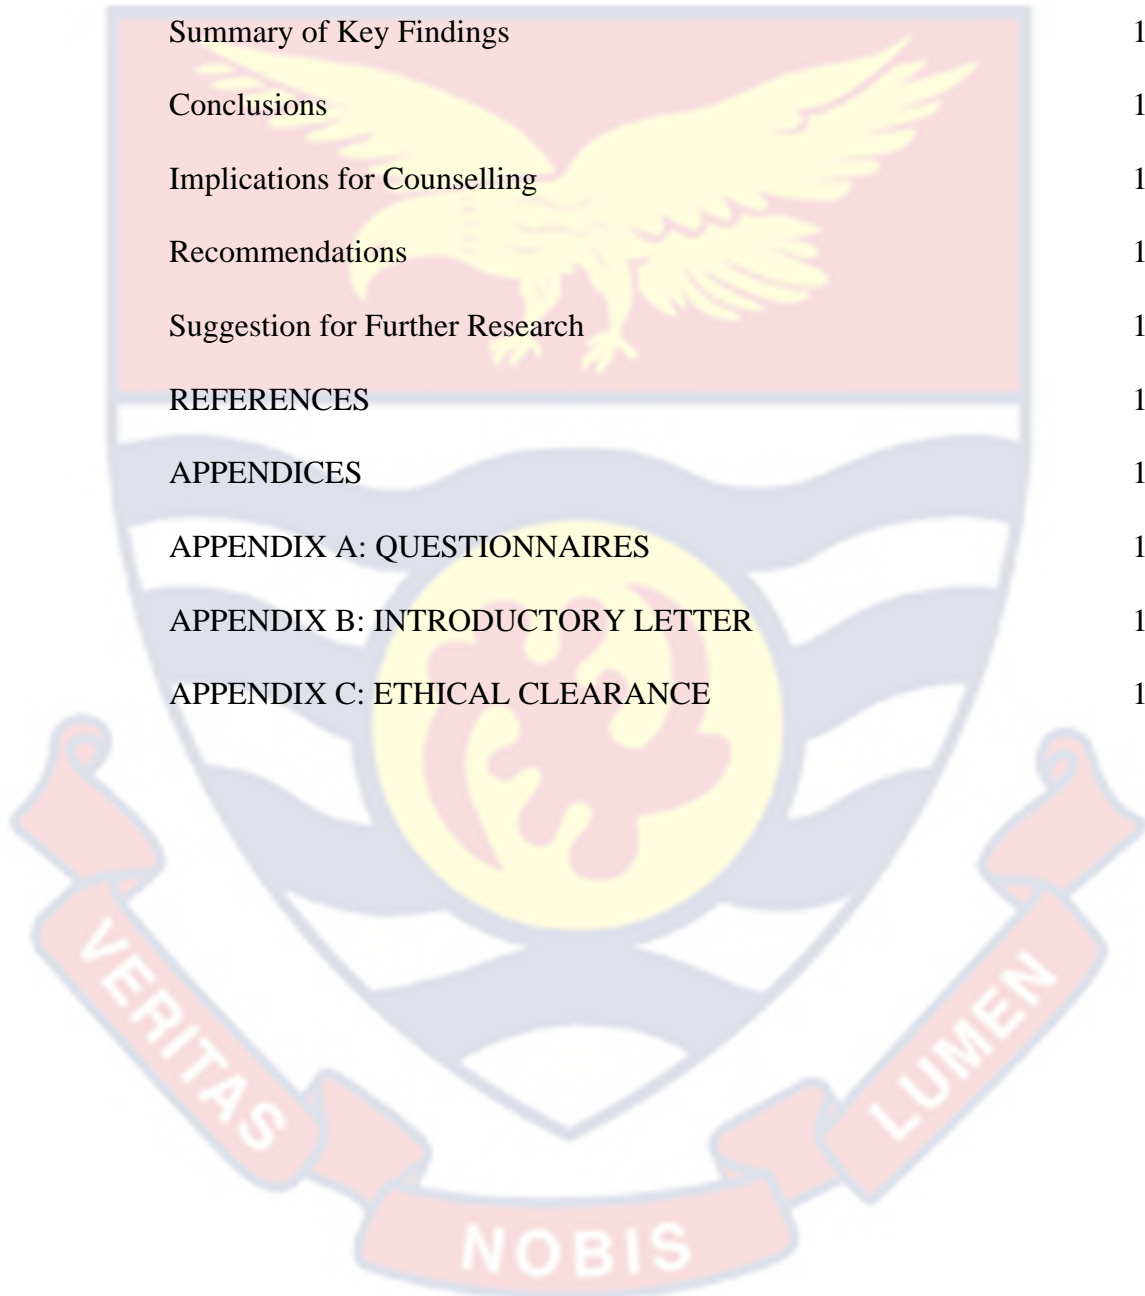 Summary of Key Findings 1
Conclusions 1
Implications for Counselling 1
Recommendations 1
Suggestion for Further Research 1
REFERENCES 1
APPENDICES 1
APPENDIX A: QUESTIONNAIRES 1
APPENDIX B: INTRODUCTORY LETTER 1
APPENDIX C: ETHICAL CLEARANCE 1
VERITAS
NOBIS
LUMEN